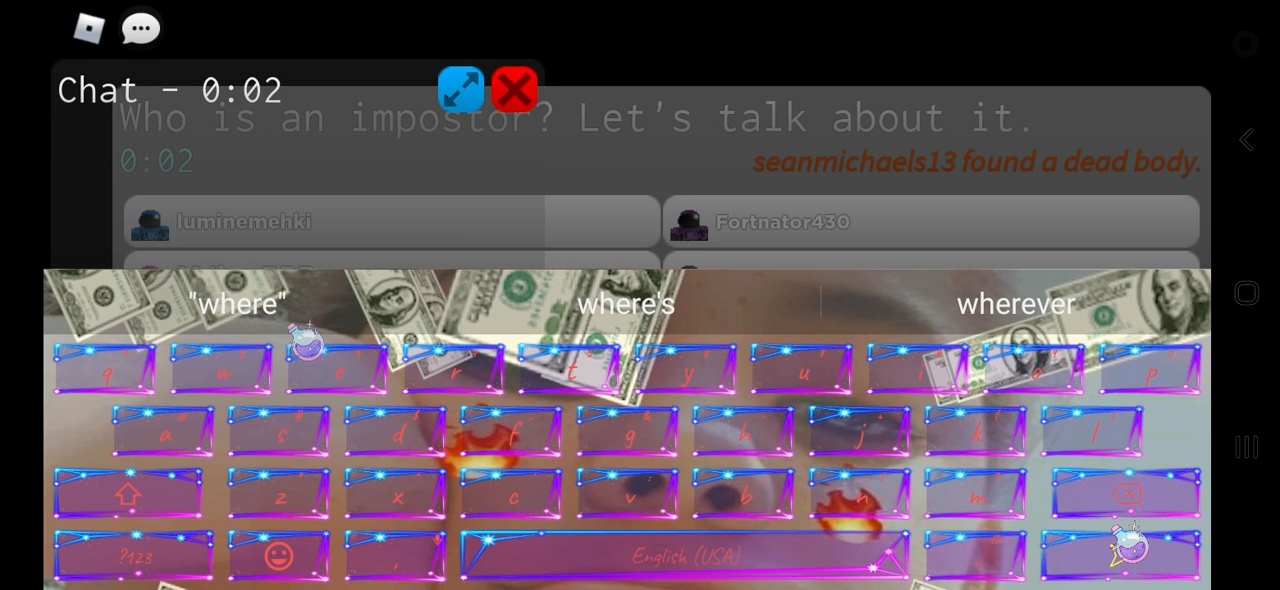 Chat - 0:02
Who is an impostor? Let's talk about it.
0:02
seanmichaels13 found a dead body.
luminemehki
Fortnator430
"where"
where's
wherever
q w e r t y u i o p
a s d f g h j k l
z x c v b n m
?123
,
English (USA)